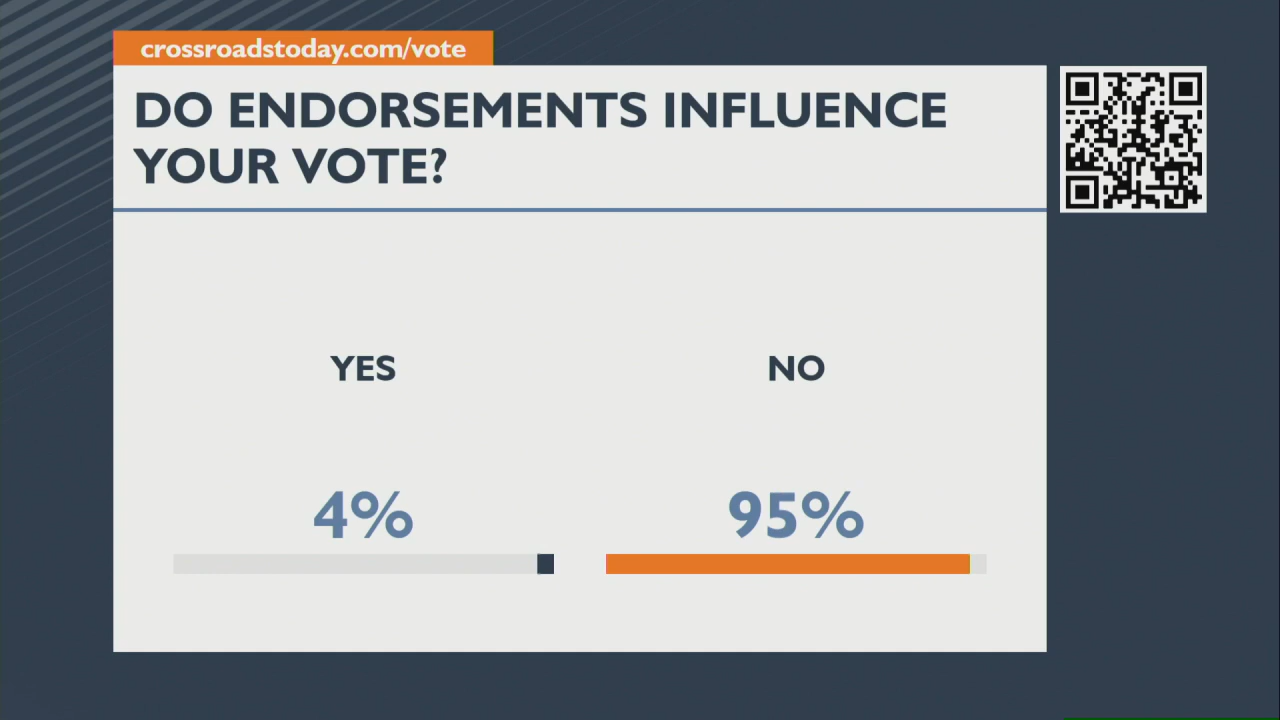 crossroadstoday.com/vote
DO ENDORSEMENTS INFLUENCE
YOUR VOTE?
YES
NO
4%
95%